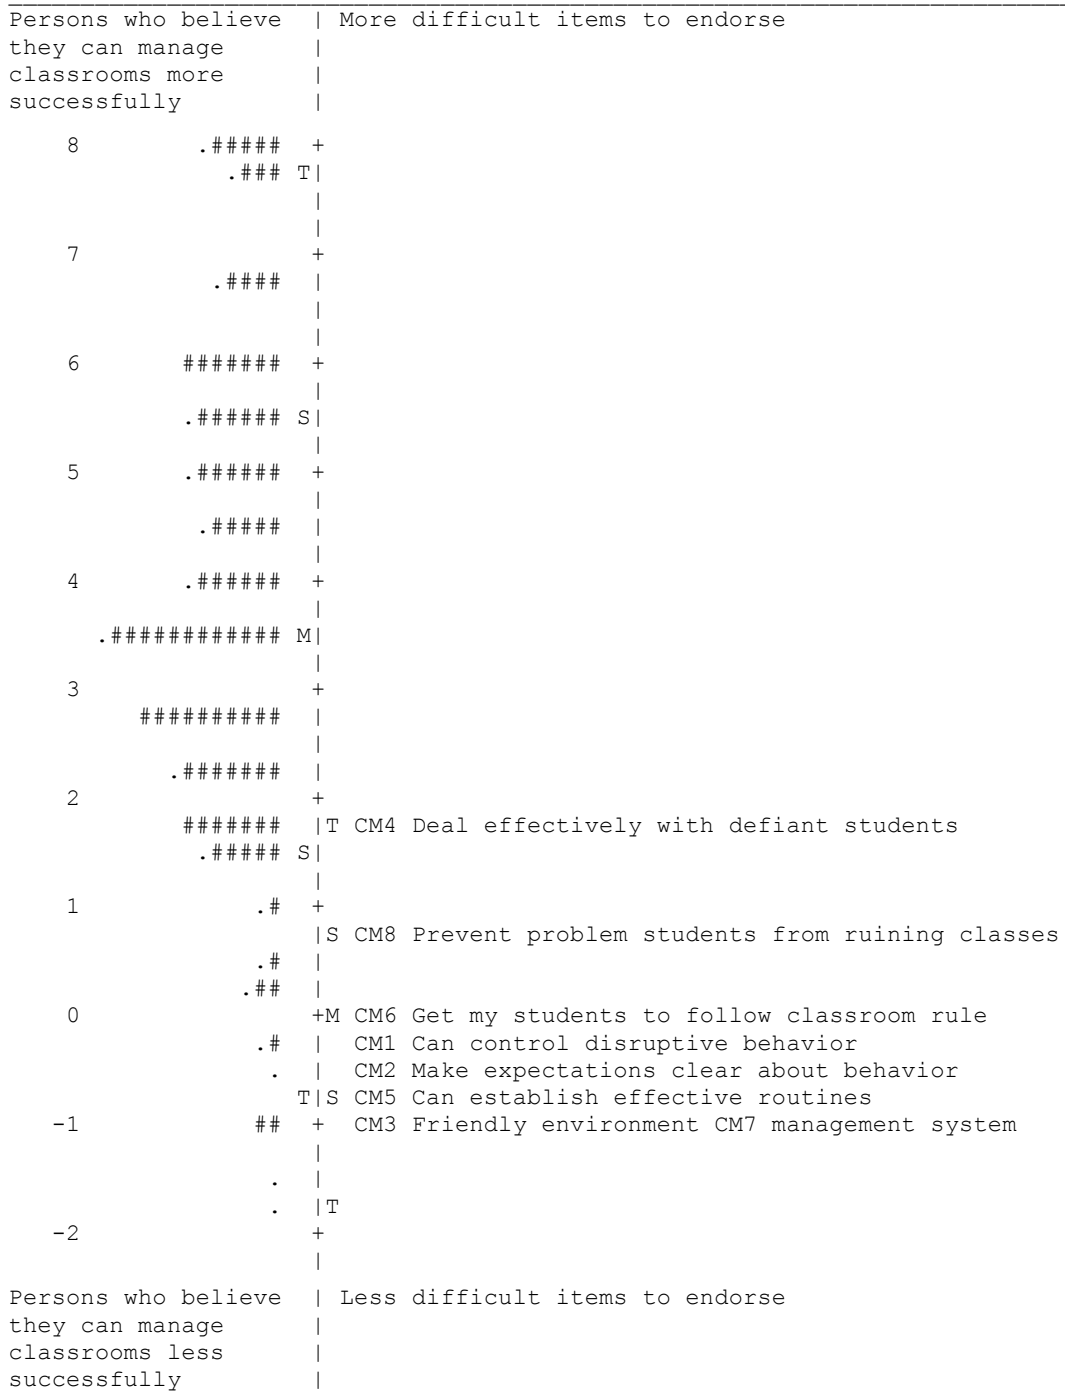 Persons who believe  | More difficult items to endorse
they can manage      |
classrooms more      |
successfully         |
    8        .#####  +
               .### T|
                     |
                     |
    7                +
              .####  |
                     |
                     |
    6       #######  +
                     |
            .###### S|
                     |
    5       .######  +
                     |
             .#####  |
                     |
    4       .######  +
                     |
      .############ M|
                     |
    3                +
         ##########  |
                     |
           .#######  |
    2                +
            #######  |T CM4 Deal effectively with defiant students
             .##### S|
                     |
    1            .#  +
                     |S CM8 Prevent problem students from ruining classes
                 .#  |
                .##  |
    0                +M CM6 Get my students to follow classroom rule
                 .#  |  CM1 Can control disruptive behavior
                  .  |  CM2 Make expectations clear about behavior
                    T|S CM5 Can establish effective routines
   -1            ##  +  CM3 Friendly environment CM7 management system
                     |
                  .  |
                  .  |T
   -2                +
                     |
Persons who believe  | Less difficult items to endorse
they can manage      |
classrooms less      |
successfully         |